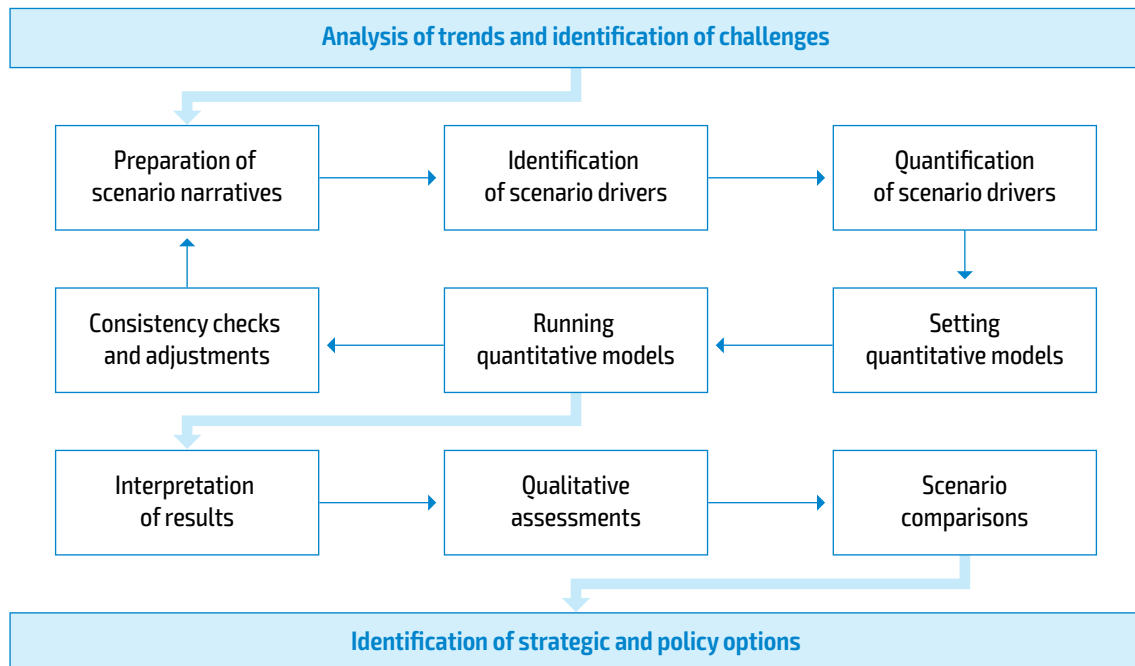 Analysis of trends and identification of challenges
Preparation of
scenario narratives
Identification
of scenario drivers
Quantification
of scenario drivers
Consistency checks
and adjustments
Running
quantitative models
Setting
quantitative models
Interpretation
of results
Qualitative
assessments
Scenario
comparisons
Identification of strategic and policy options